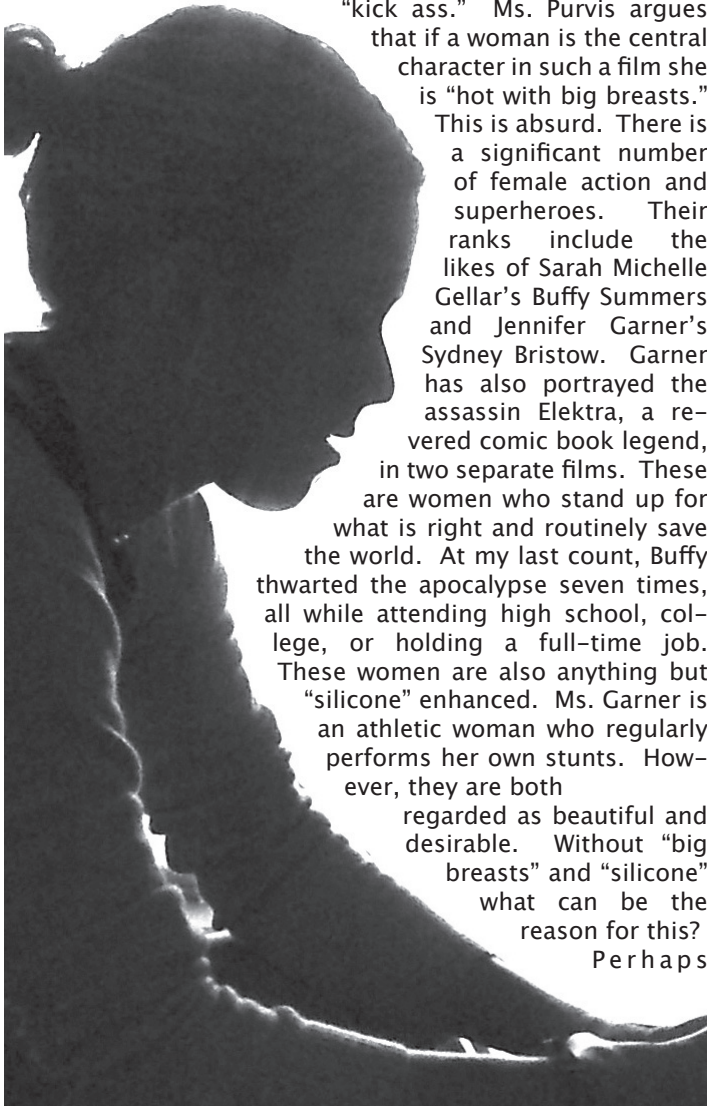 “kick ass.” Ms. Purvis argues
that if a woman is the central
character in such a film she
is “hot with big breasts.”
This is absurd. There is
a significant number
of female action and
superheroes. Their
ranks include the
likes of Sarah Michelle
Gellar’s Buffy Summers
and Jennifer Garner’s
Sydney Bristow. Garner
has also portrayed the
assassin Elektra, a re-
vered comic book legend,
in two separate films. These
are women who stand up for
what is right and routinely save
the world. At my last count, Buffy
thwarted the apocalypse seven times,
all while attending high school, col-
lege, or holding a full-time job.
These women are also anything but
“silicone” enhanced. Ms. Garner is
an athletic woman who regularly
performs her own stunts. How-
ever, they are both
regarded as beautiful and
desirable. Without “big
breasts” and “silicone”
what can be the
reason for this?
Perhaps